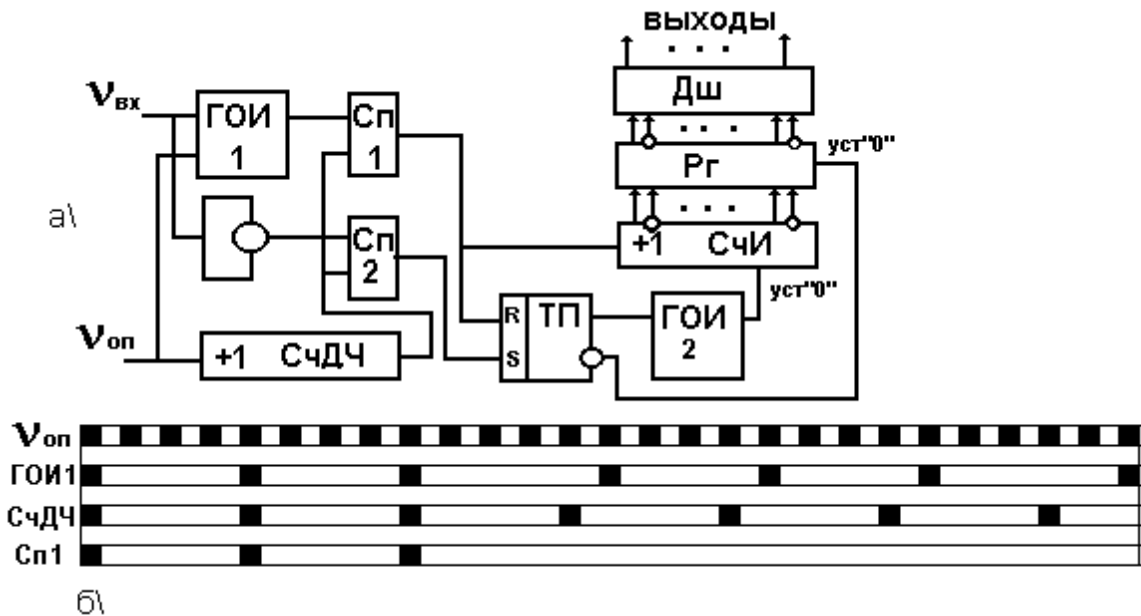 выходы
. . .
Дш
. . .
уст"0"
Рг
. . .
+1 СчИ
уст"0"
νвх
ГОИ
1
Сп
1
а\
Сп
2
νоп
+1 СчДЧ
R ТП
S
ГОИ
2
νоп
ГОИ1
СчДЧ
Сп1
б\